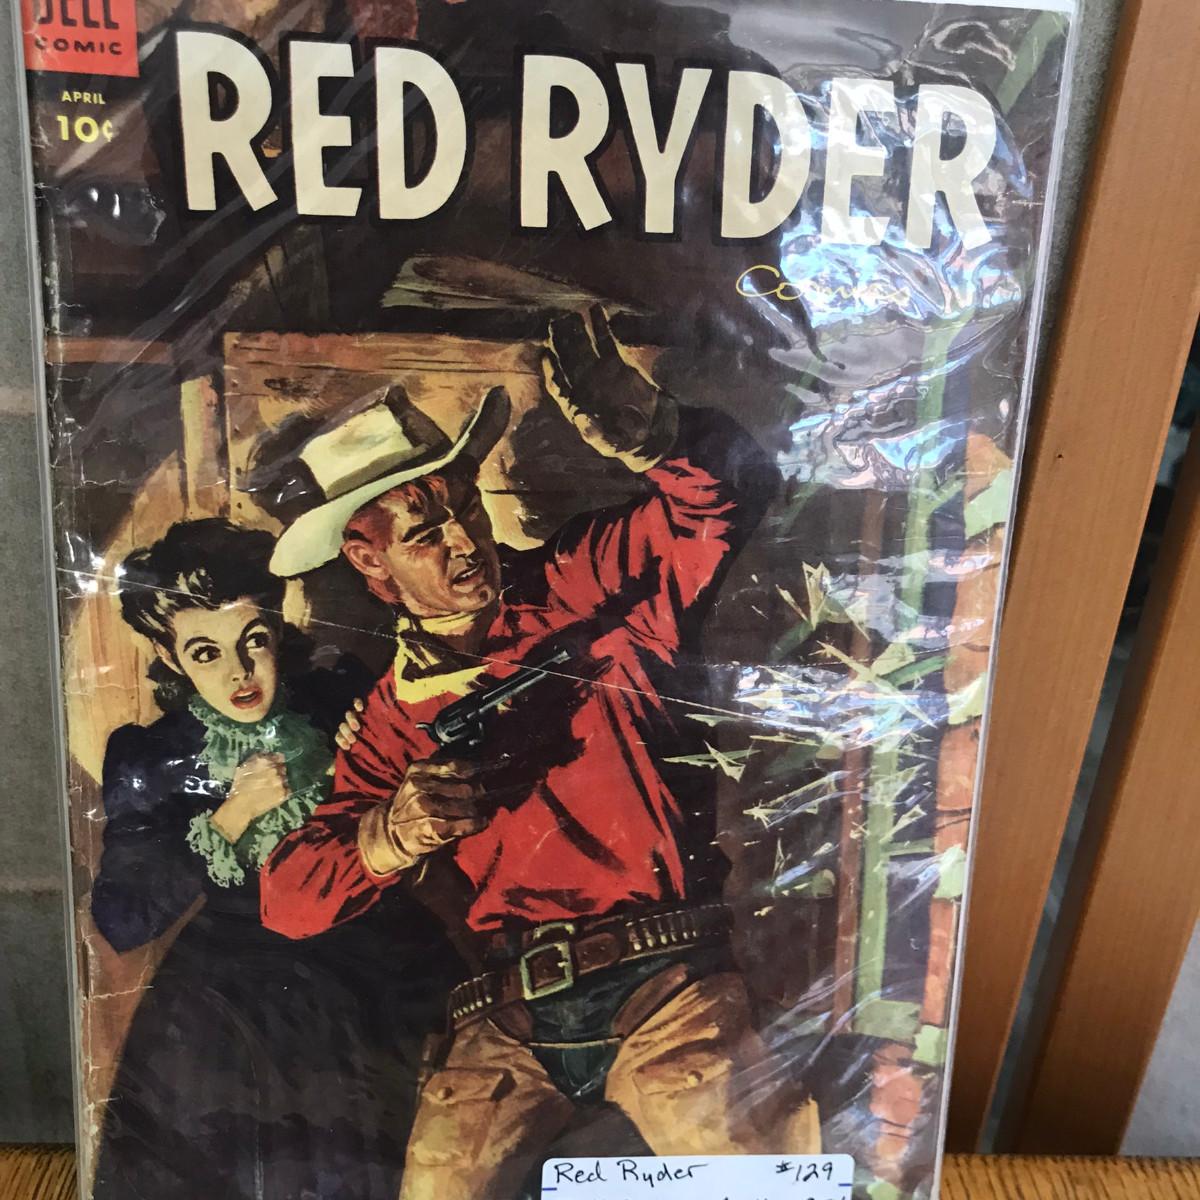 DELL
COMIC
APRIL
10¢
RED RYDER
Comics
Red Ryder #129